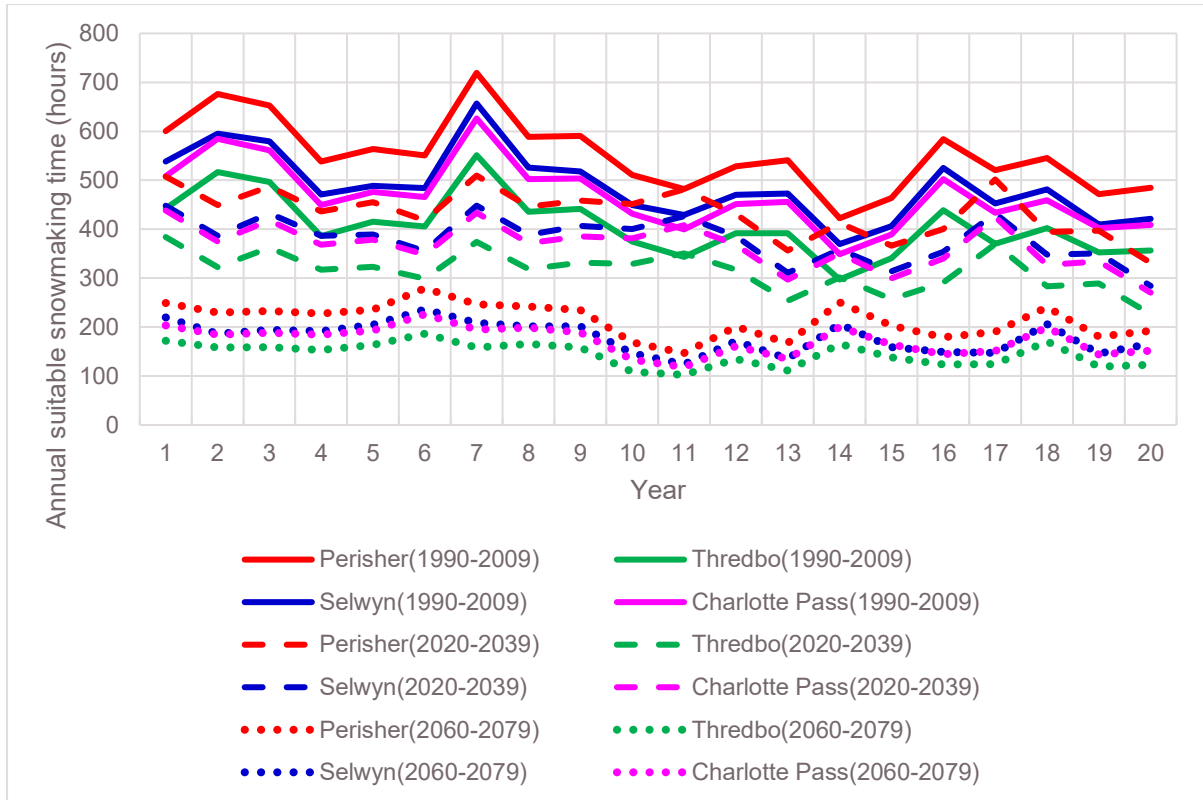 Annual suitable snowmaking time (hours)
800
700
600
500
400
300
200
100
0
1 2 3 4 5 6 7 8 9 10 11 12 13 14 15 16 17 18 19 20
Year
Perisher(1990-2009) Thredbo(1990-2009)
Selwyn(1990-2009) Charlotte Pass(1990-2009)
Perisher(2020-2039) Thredbo(2020-2039)
Selwyn(2020-2039) Charlotte Pass(2020-2039)
Perisher(2060-2079) Thredbo(2060-2079)
Selwyn(2060-2079) Charlotte Pass(2060-2079)